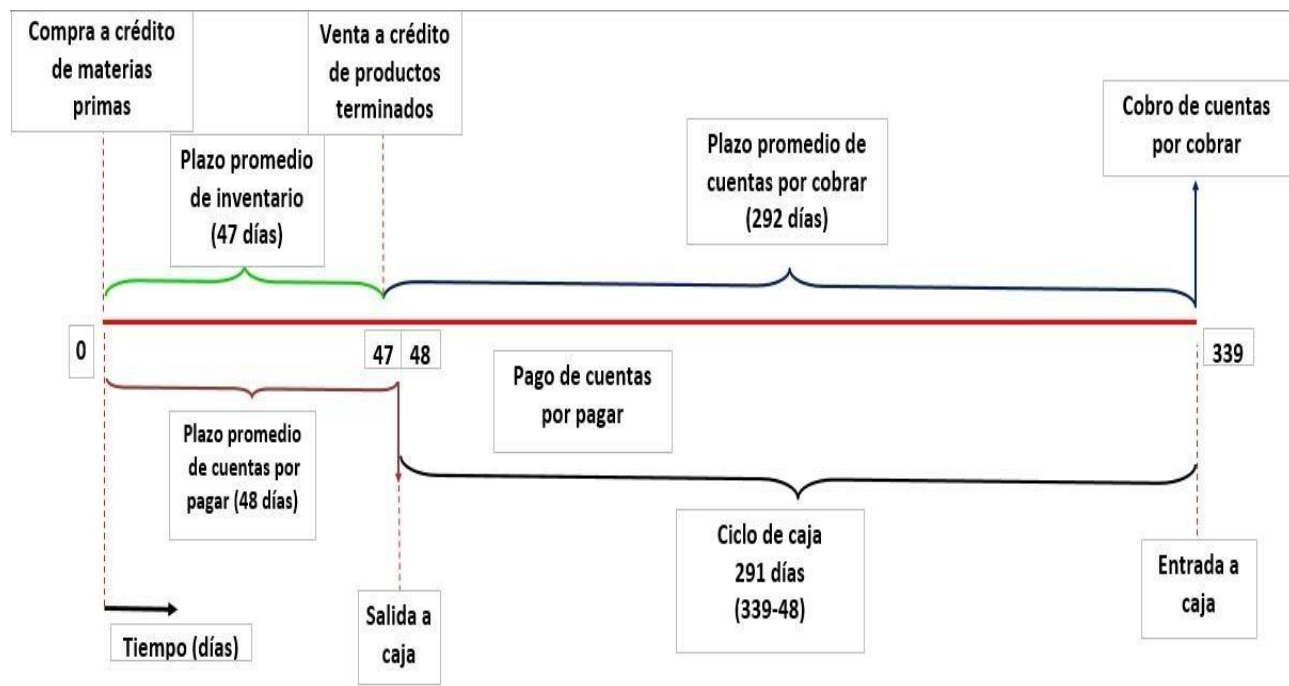 Compra a crédito
de materias
primas
Venta a crédito
de productos
terminados
Cobro de cuentas
por cobrar
Plazo promedio
de inventario
(47 días)
Plazo promedio de
cuentas por cobrar
(292 días)
0
47
48
339
Pago de cuentas
por pagar
Plazo promedio
de cuentas por
pagar (48 días)
Ciclo de caja
291 días
(339-48)
Entrada a
caja
Salida a
caja
Tiempo (días)